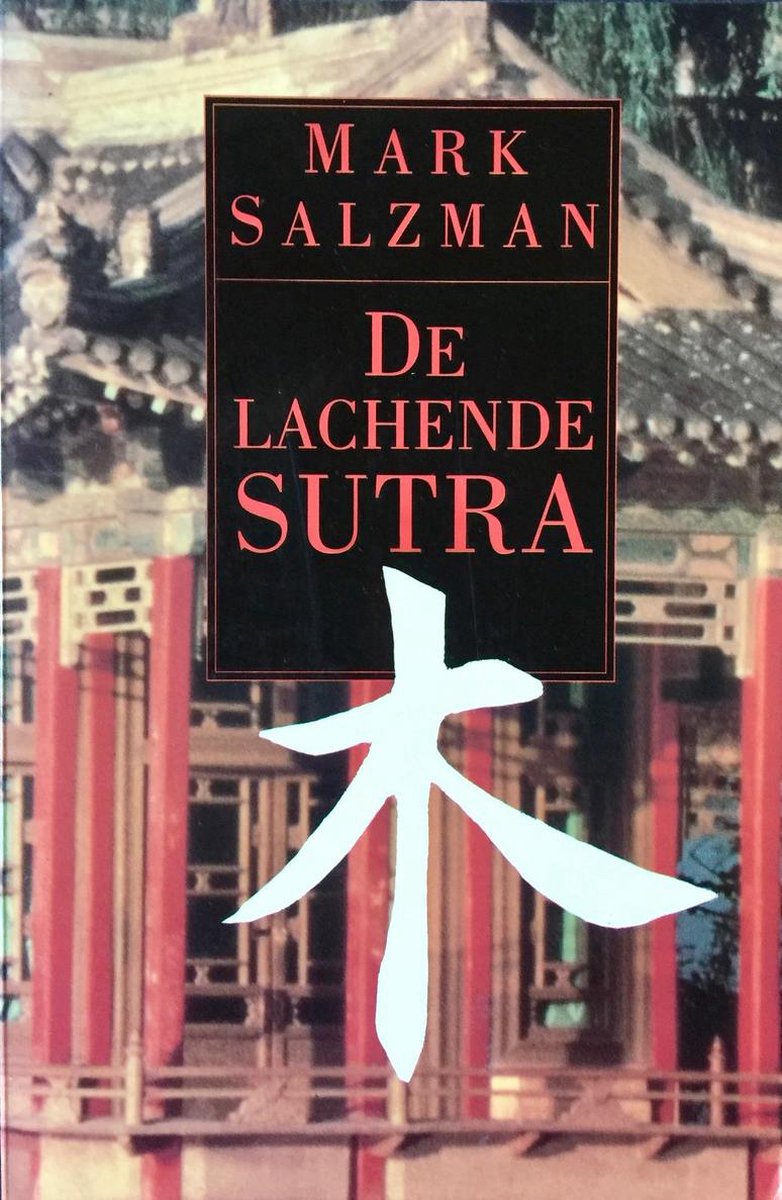 MARK
SALZMAN
DE
LACHENDE
SUTRA
木